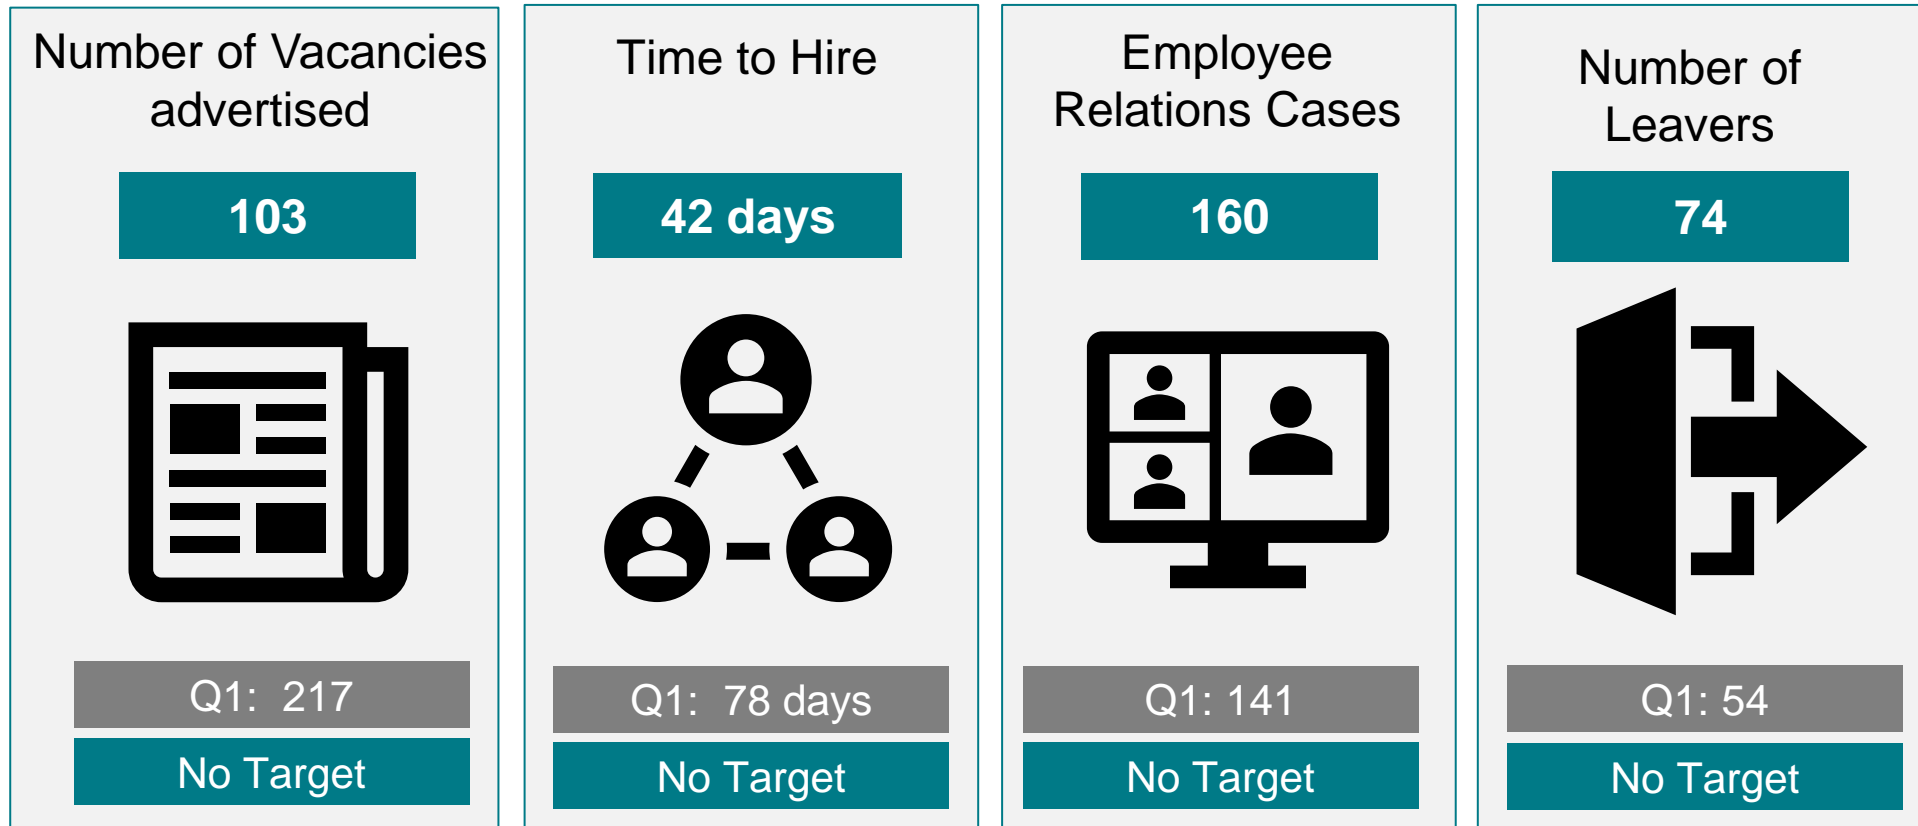 Number of Vacancies
advertised
103
Q1:  217
No Target
Time to Hire
42 days
Q1:  78 days
No Target
Employee
Relations Cases
160
Q1: 141
No Target
Number of
Leavers
74
Q1: 54
No Target